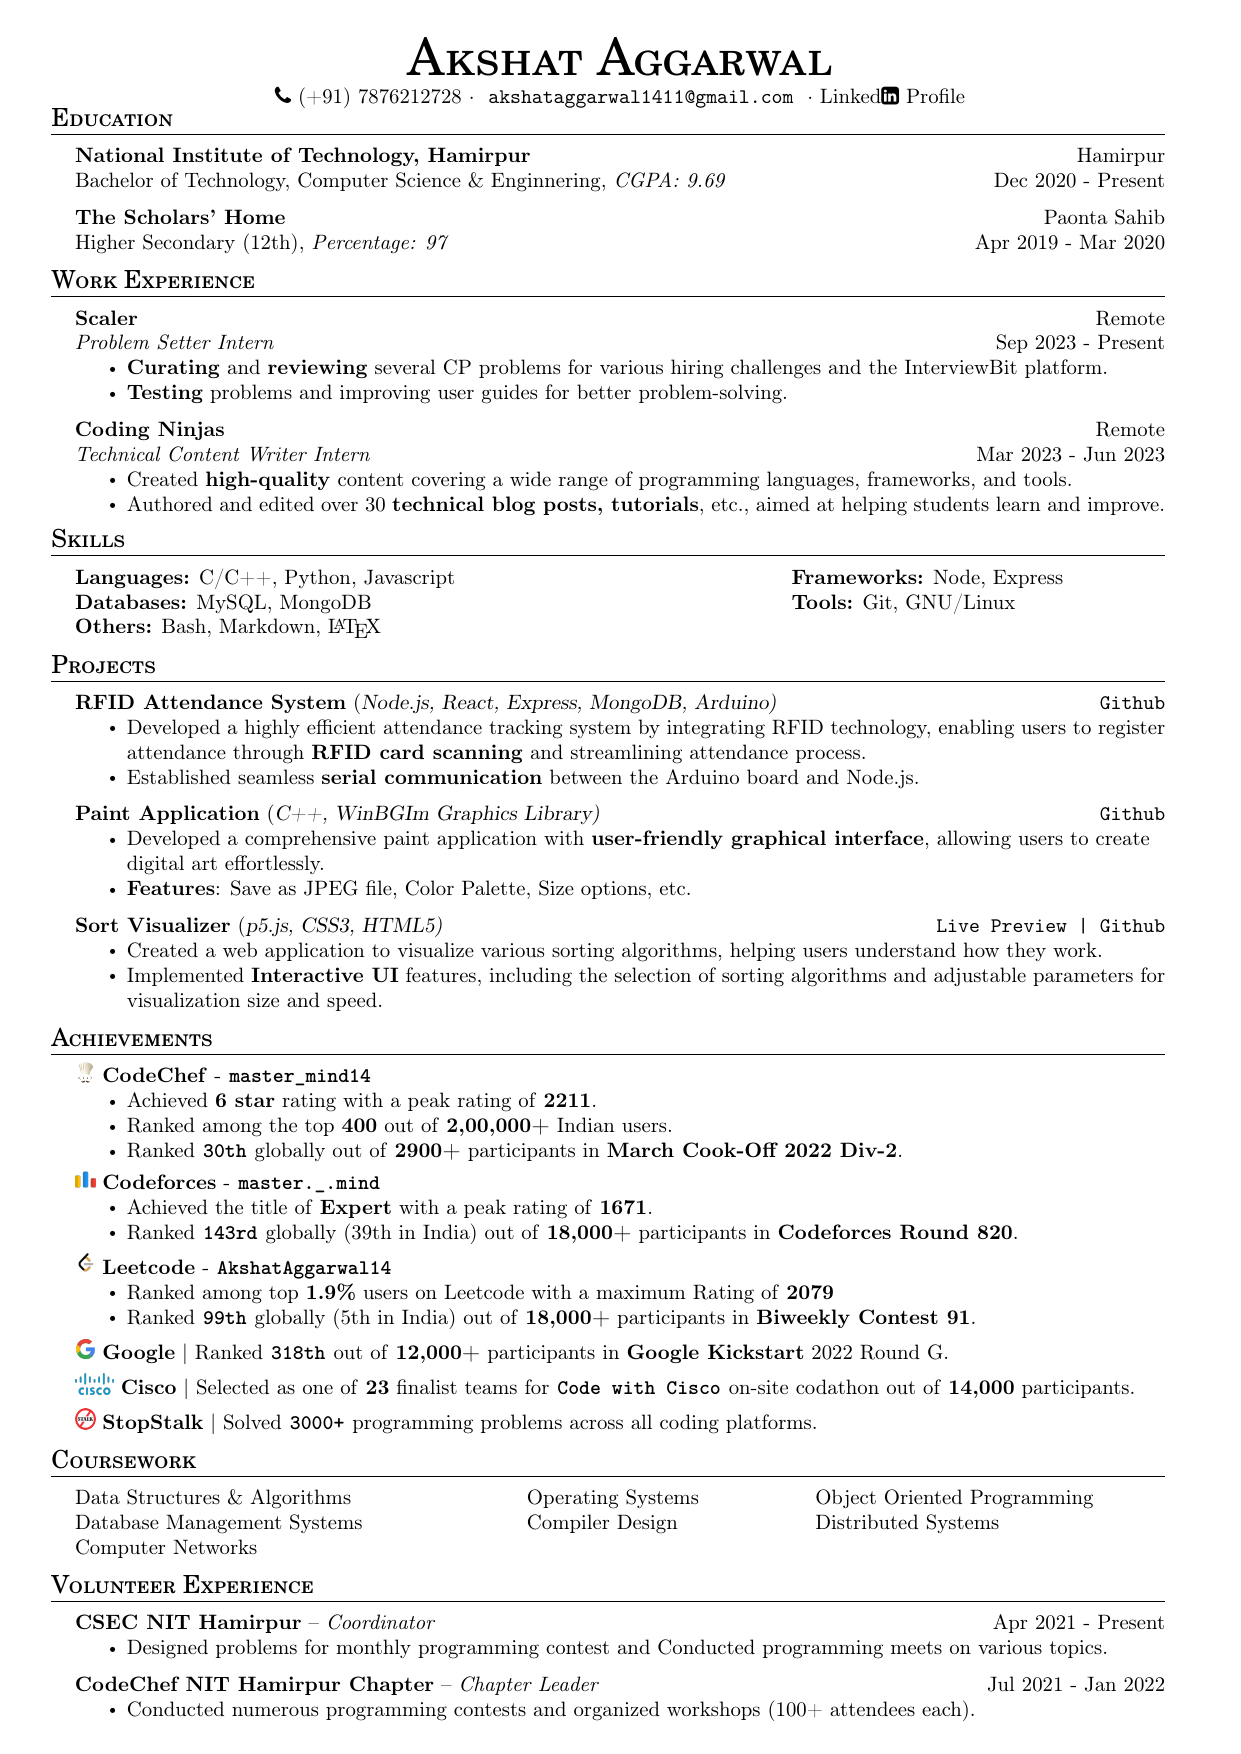 Akshat Aggarwal
(+91) 7876212728 · akshataggarwal1411@gmail.com · Linkedin Profile
Education
National Institute of Technology, Hamirpur Hamirpur
Bachelor of Technology, Computer Science & Enginnering, CGPA: 9.69 Dec 2020 - Present
The Scholars' Home Paonta Sahib
Higher Secondary (12th), Percentage: 97 Apr 2019 - Mar 2020
Work Experience
Scaler Remote
Problem Setter Intern Sep 2023 - Present
• Curating and reviewing several CP problems for various hiring challenges and the InterviewBit platform.
• Testing problems and improving user guides for better problem-solving.
Coding Ninjas Remote
Technical Content Writer Intern Mar 2023 - Jun 2023
• Created high-quality content covering a wide range of programming languages, frameworks, and tools.
• Authored and edited over 30 technical blog posts, tutorials, etc., aimed at helping students learn and improve.
Skills
Languages: C/C++, Python, Javascript Frameworks: Node, Express
Databases: MySQL, MongoDB Tools: Git, GNU/Linux
Others: Bash, Markdown, LATEX
Projects
RFID Attendance System (Node.js, React, Express, MongoDB, Arduino) Github
• Developed a highly efficient attendance tracking system by integrating RFID technology, enabling users to register
attendance through RFID card scanning and streamlining attendance process.
• Established seamless serial communication between the Arduino board and Node.js.
Paint Application (C++, WinBGIm Graphics Library) Github
• Developed a comprehensive paint application with user-friendly graphical interface, allowing users to create
digital art effortlessly.
• Features: Save as JPEG file, Color Palette, Size options, etc.
Sort Visualizer (p5.js, CSS3, HTML5) Live Preview | Github
• Created a web application to visualize various sorting algorithms, helping users understand how they work.
• Implemented Interactive UI features, including the selection of sorting algorithms and adjustable parameters for
visualization size and speed.
Achievements
CodeChef - master_mind14
• Achieved 6 star rating with a peak rating of 2211.
• Ranked among the top 400 out of 2,00,000+ Indian users.
• Ranked 30th globally out of 2900+ participants in March Cook-Off 2022 Div-2.
Codeforces - master._.mind
• Achieved the title of Expert with a peak rating of 1671.
• Ranked 143rd globally (39th in India) out of 18,000+ participants in Codeforces Round 820.
Leetcode - AkshatAggarwal14
• Ranked among top 1.9% users on Leetcode with a maximum Rating of 2079
• Ranked 99th globally (5th in India) out of 18,000+ participants in Biweekly Contest 91.
Google | Ranked 318th out of 12,000+ participants in Google Kickstart 2022 Round G.
CISCO Cisco | Selected as one of 23 finalist teams for Code with Cisco on-site codathon out of 14,000 participants.
STALK StopStalk | Solved 3000+ programming problems across all coding platforms.
Coursework
Data Structures & Algorithms Operating Systems Object Oriented Programming
Database Management Systems Compiler Design Distributed Systems
Computer Networks
Volunteer Experience
CSEC NIT Hamirpur – Coordinator Apr 2021 - Present
• Designed problems for monthly programming contest and Conducted programming meets on various topics.
CodeChef NIT Hamirpur Chapter – Chapter Leader Jul 2021 - Jan 2022
• Conducted numerous programming contests and organized workshops (100+ attendees each).